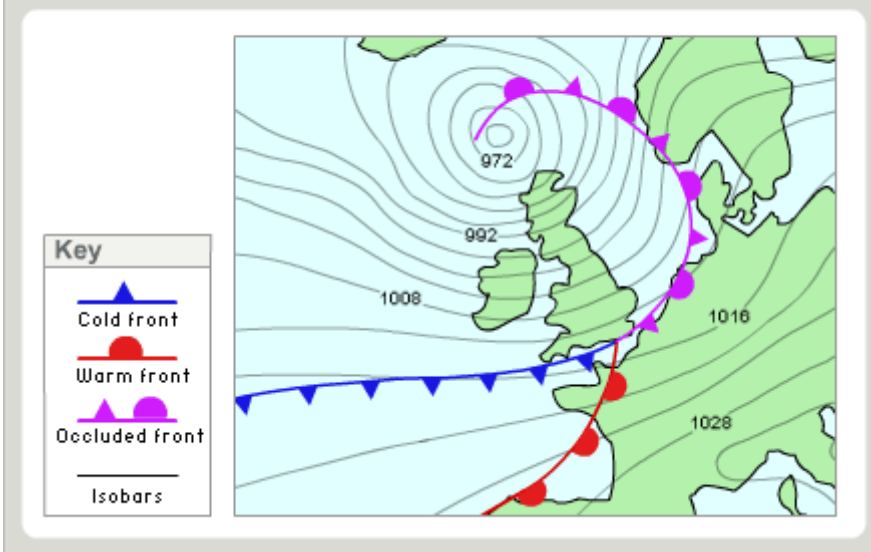 Key
Cold front
Warm front
Occluded front
Isobars
972
992
1008
1016
1028